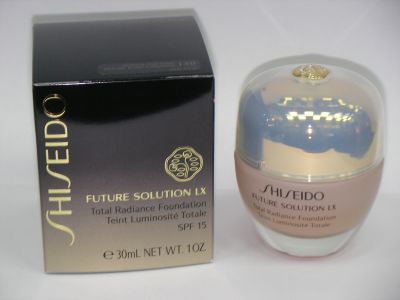 SHISEIDO
FUTURE SOLUTION LX
Total Radiance Foundation
Teint Luminosité Totale
SPF 15
℮ 30mL NET WT. 1OZ.
SHISEIDO
FUTURE SOLUTION LX
Total Radiance Foundation
Teint Luminosité Totale